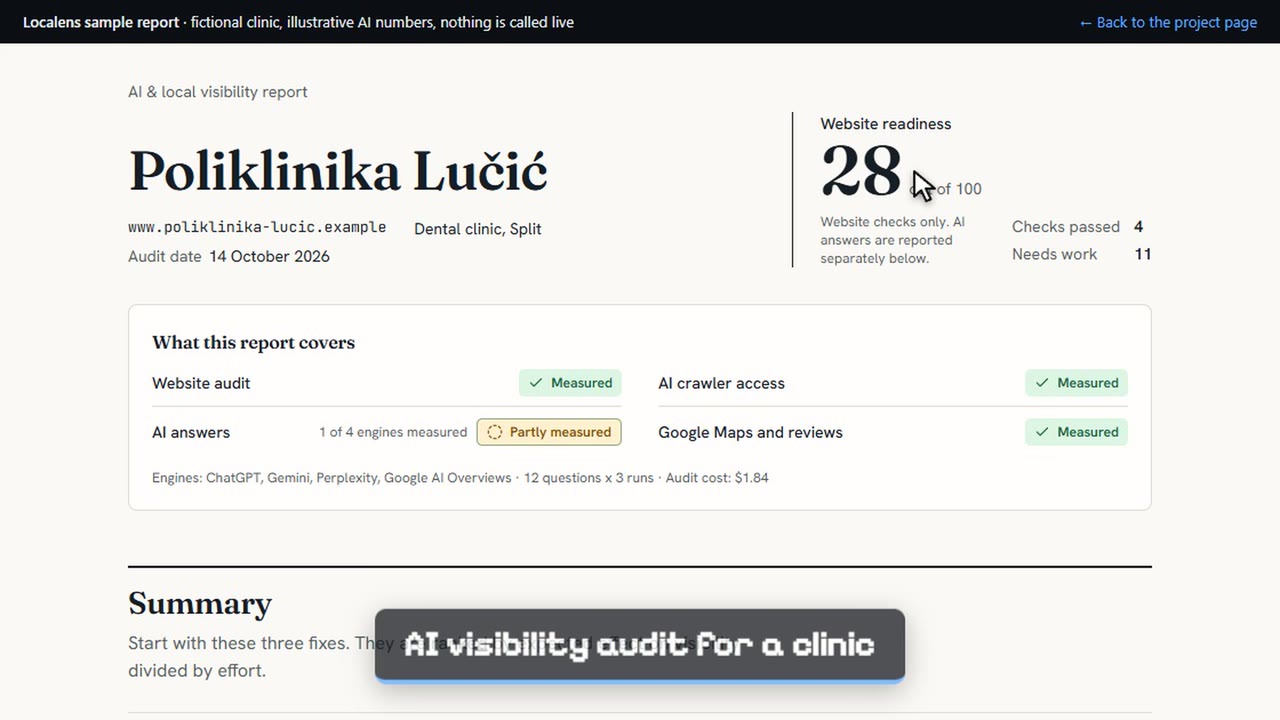 Localens sample report · fictional clinic, illustrative AI numbers, nothing is called live
← Back to the project page
AI & local visibility report
Poliklinika Lučić
www.poliklinika-lucic.example
Dental clinic, Split
Audit date 14 October 2026
Website readiness
28 of 100
Website checks only. AI
answers are reported
separately below.
Checks passed 4
Needs work 11
What this report covers
Website audit Measured
AI crawler access Measured
AI answers 1 of 4 engines measured Partly measured
Google Maps and reviews Measured
Engines: ChatGPT, Gemini, Perplexity, Google AI Overviews · 12 questions x 3 runs · Audit cost: $1.84
Summary
Start with these three fixes. They
divided by effort.
AI visibility audit for a clinic